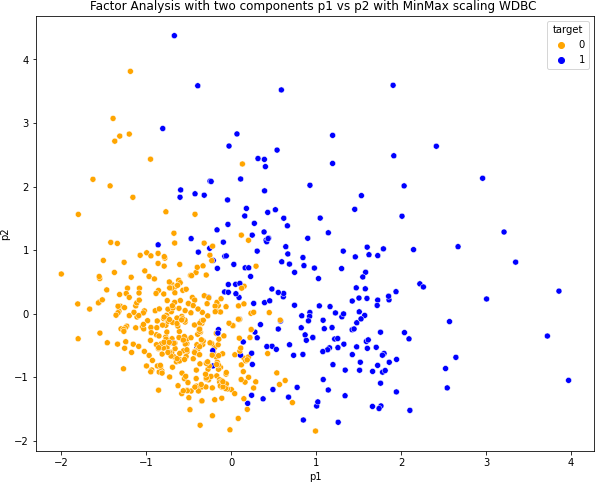 Factor Analysis with two components p1 vs p2 with MinMax scaling WDBC
target
0
1
4
3
2
1
0
−1
−2
p2
−2 −1 0 1 2 3 4
p1